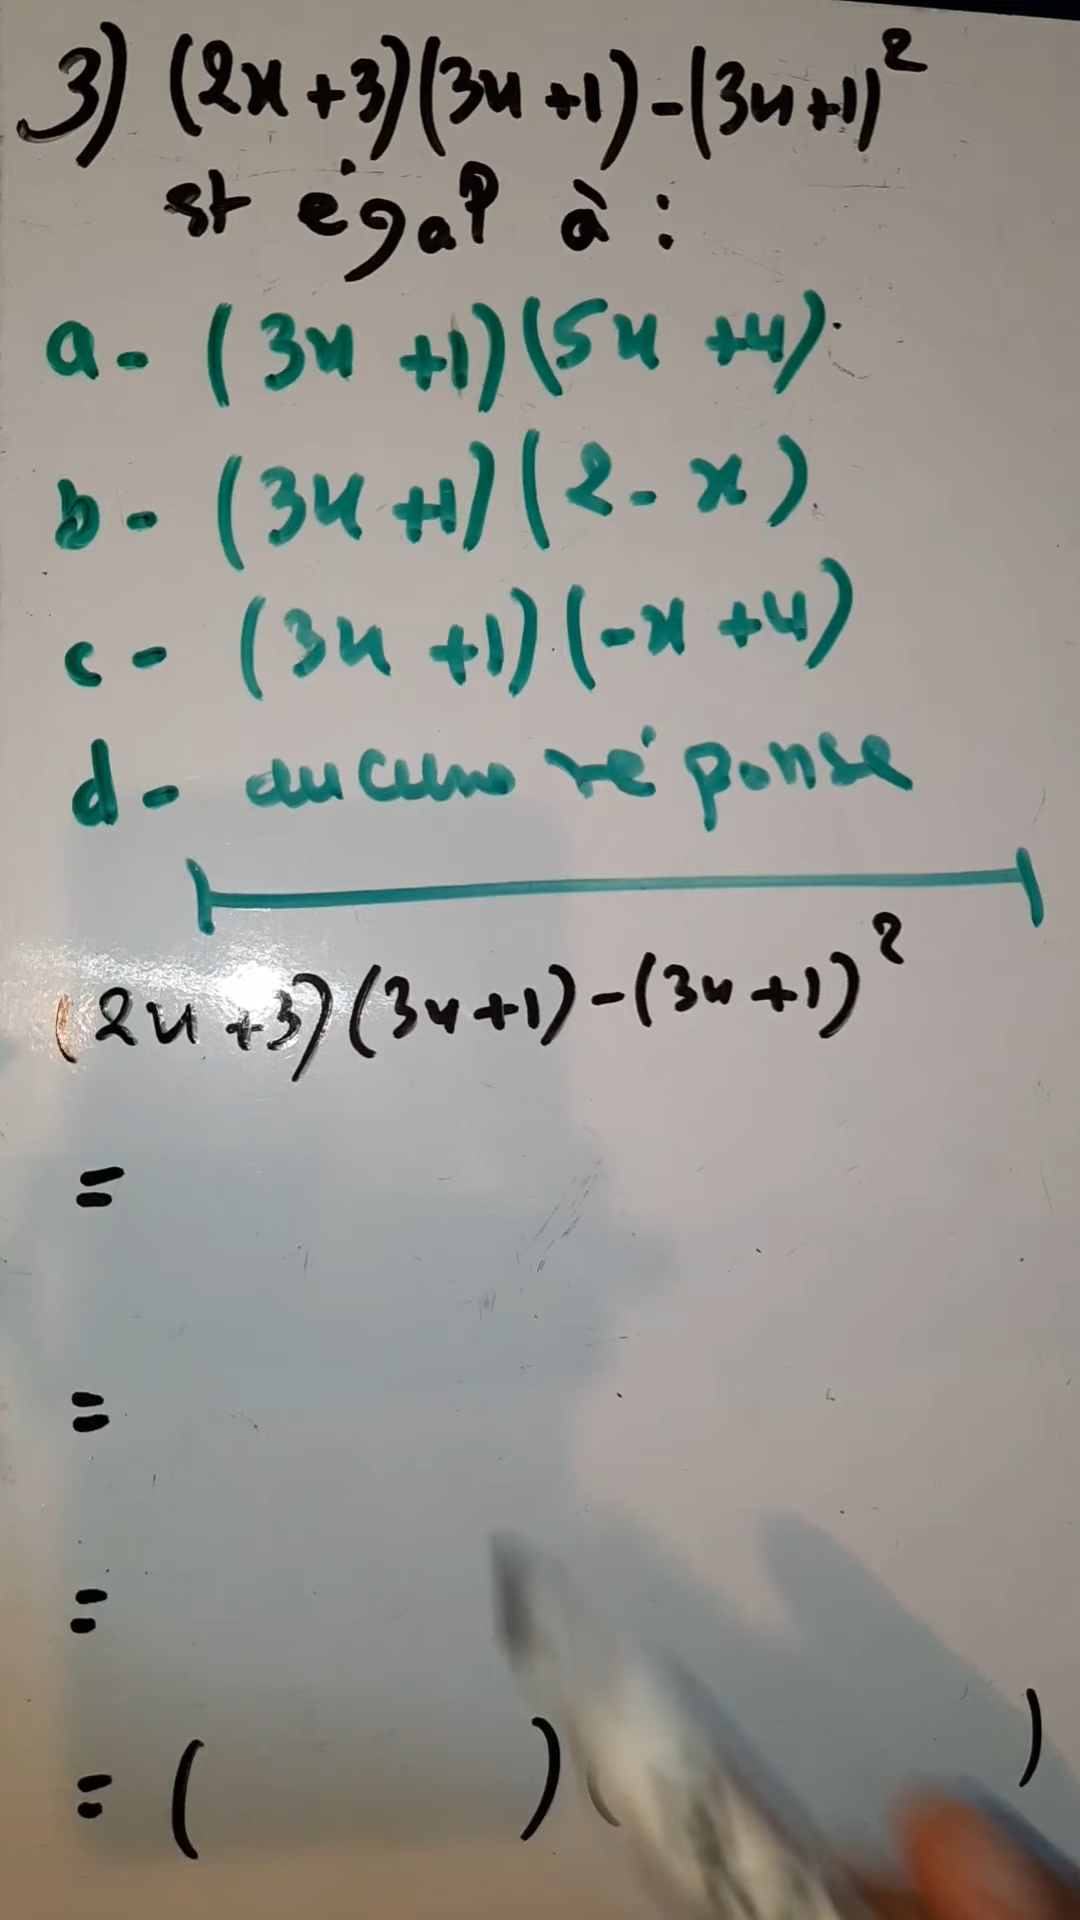 3) (2x+3)(3x+1)-(3x+1)²
st égal à :
a- (3x+1)(5x+4)
b- (3x+1)(2-x)
c- (3x+1)(-x+4)
d- aucune réponse
(2x+3)(3x+1)-(3x+1)²
=
=
=
= ( ) ( )